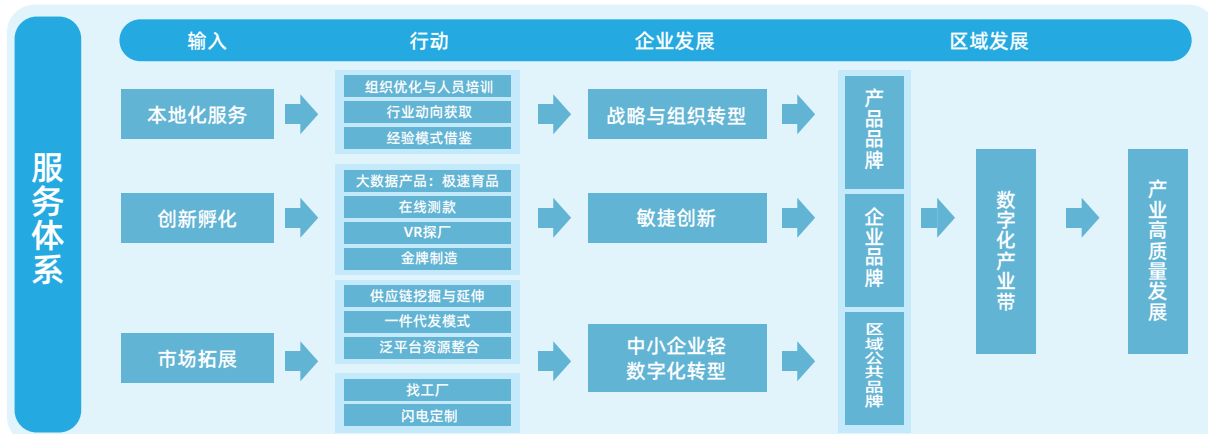 服务体系
输入
行动
企业发展
区域发展
本地化服务
组织优化与人员培训
行业动向获取
经验模式借鉴
战略与组织转型
创新孵化
大数据产品：极速育品
在线测款
VR探厂
金牌制造
敏捷创新
市场拓展
供应链挖掘与延伸
一件代发模式
泛平台资源整合
找工厂
闪电定制
中小企业轻
数字化转型
产品品牌
企业品牌
区域公共品牌
数字化产业带
产业高质量发展